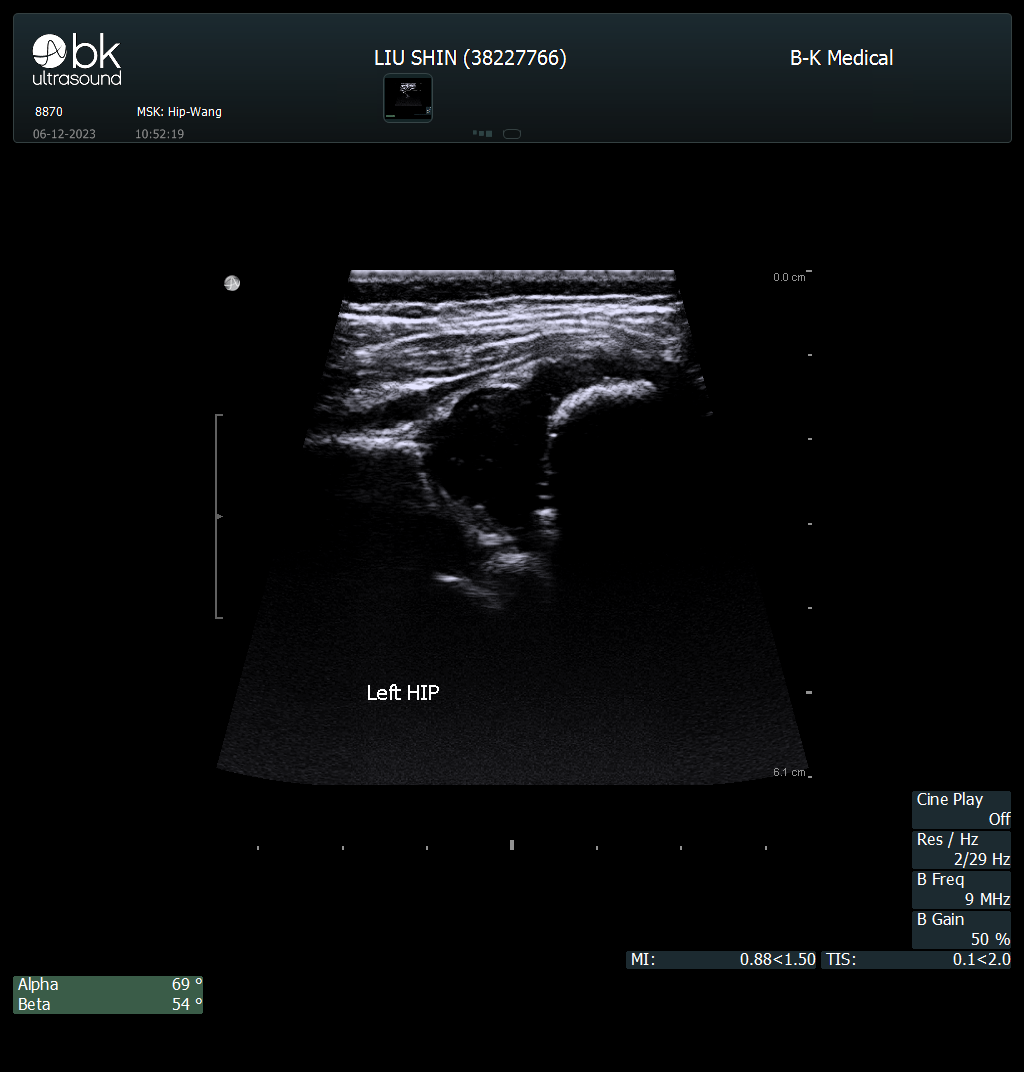 bk
ultrasound
LIU SHIN (38227766)
B-K Medical
8870
MSK: Hip-Wang
06-12-2023
10:52:19
0.0 cm
Left HIP
6.1 cm
Cine Play
Off
Res / Hz
2/29 Hz
B Freq
9 MHz
B Gain
50 %
MI: 0.88<1.50
TIS: 0.1<2.0
Alpha 69 °
Beta 54 °